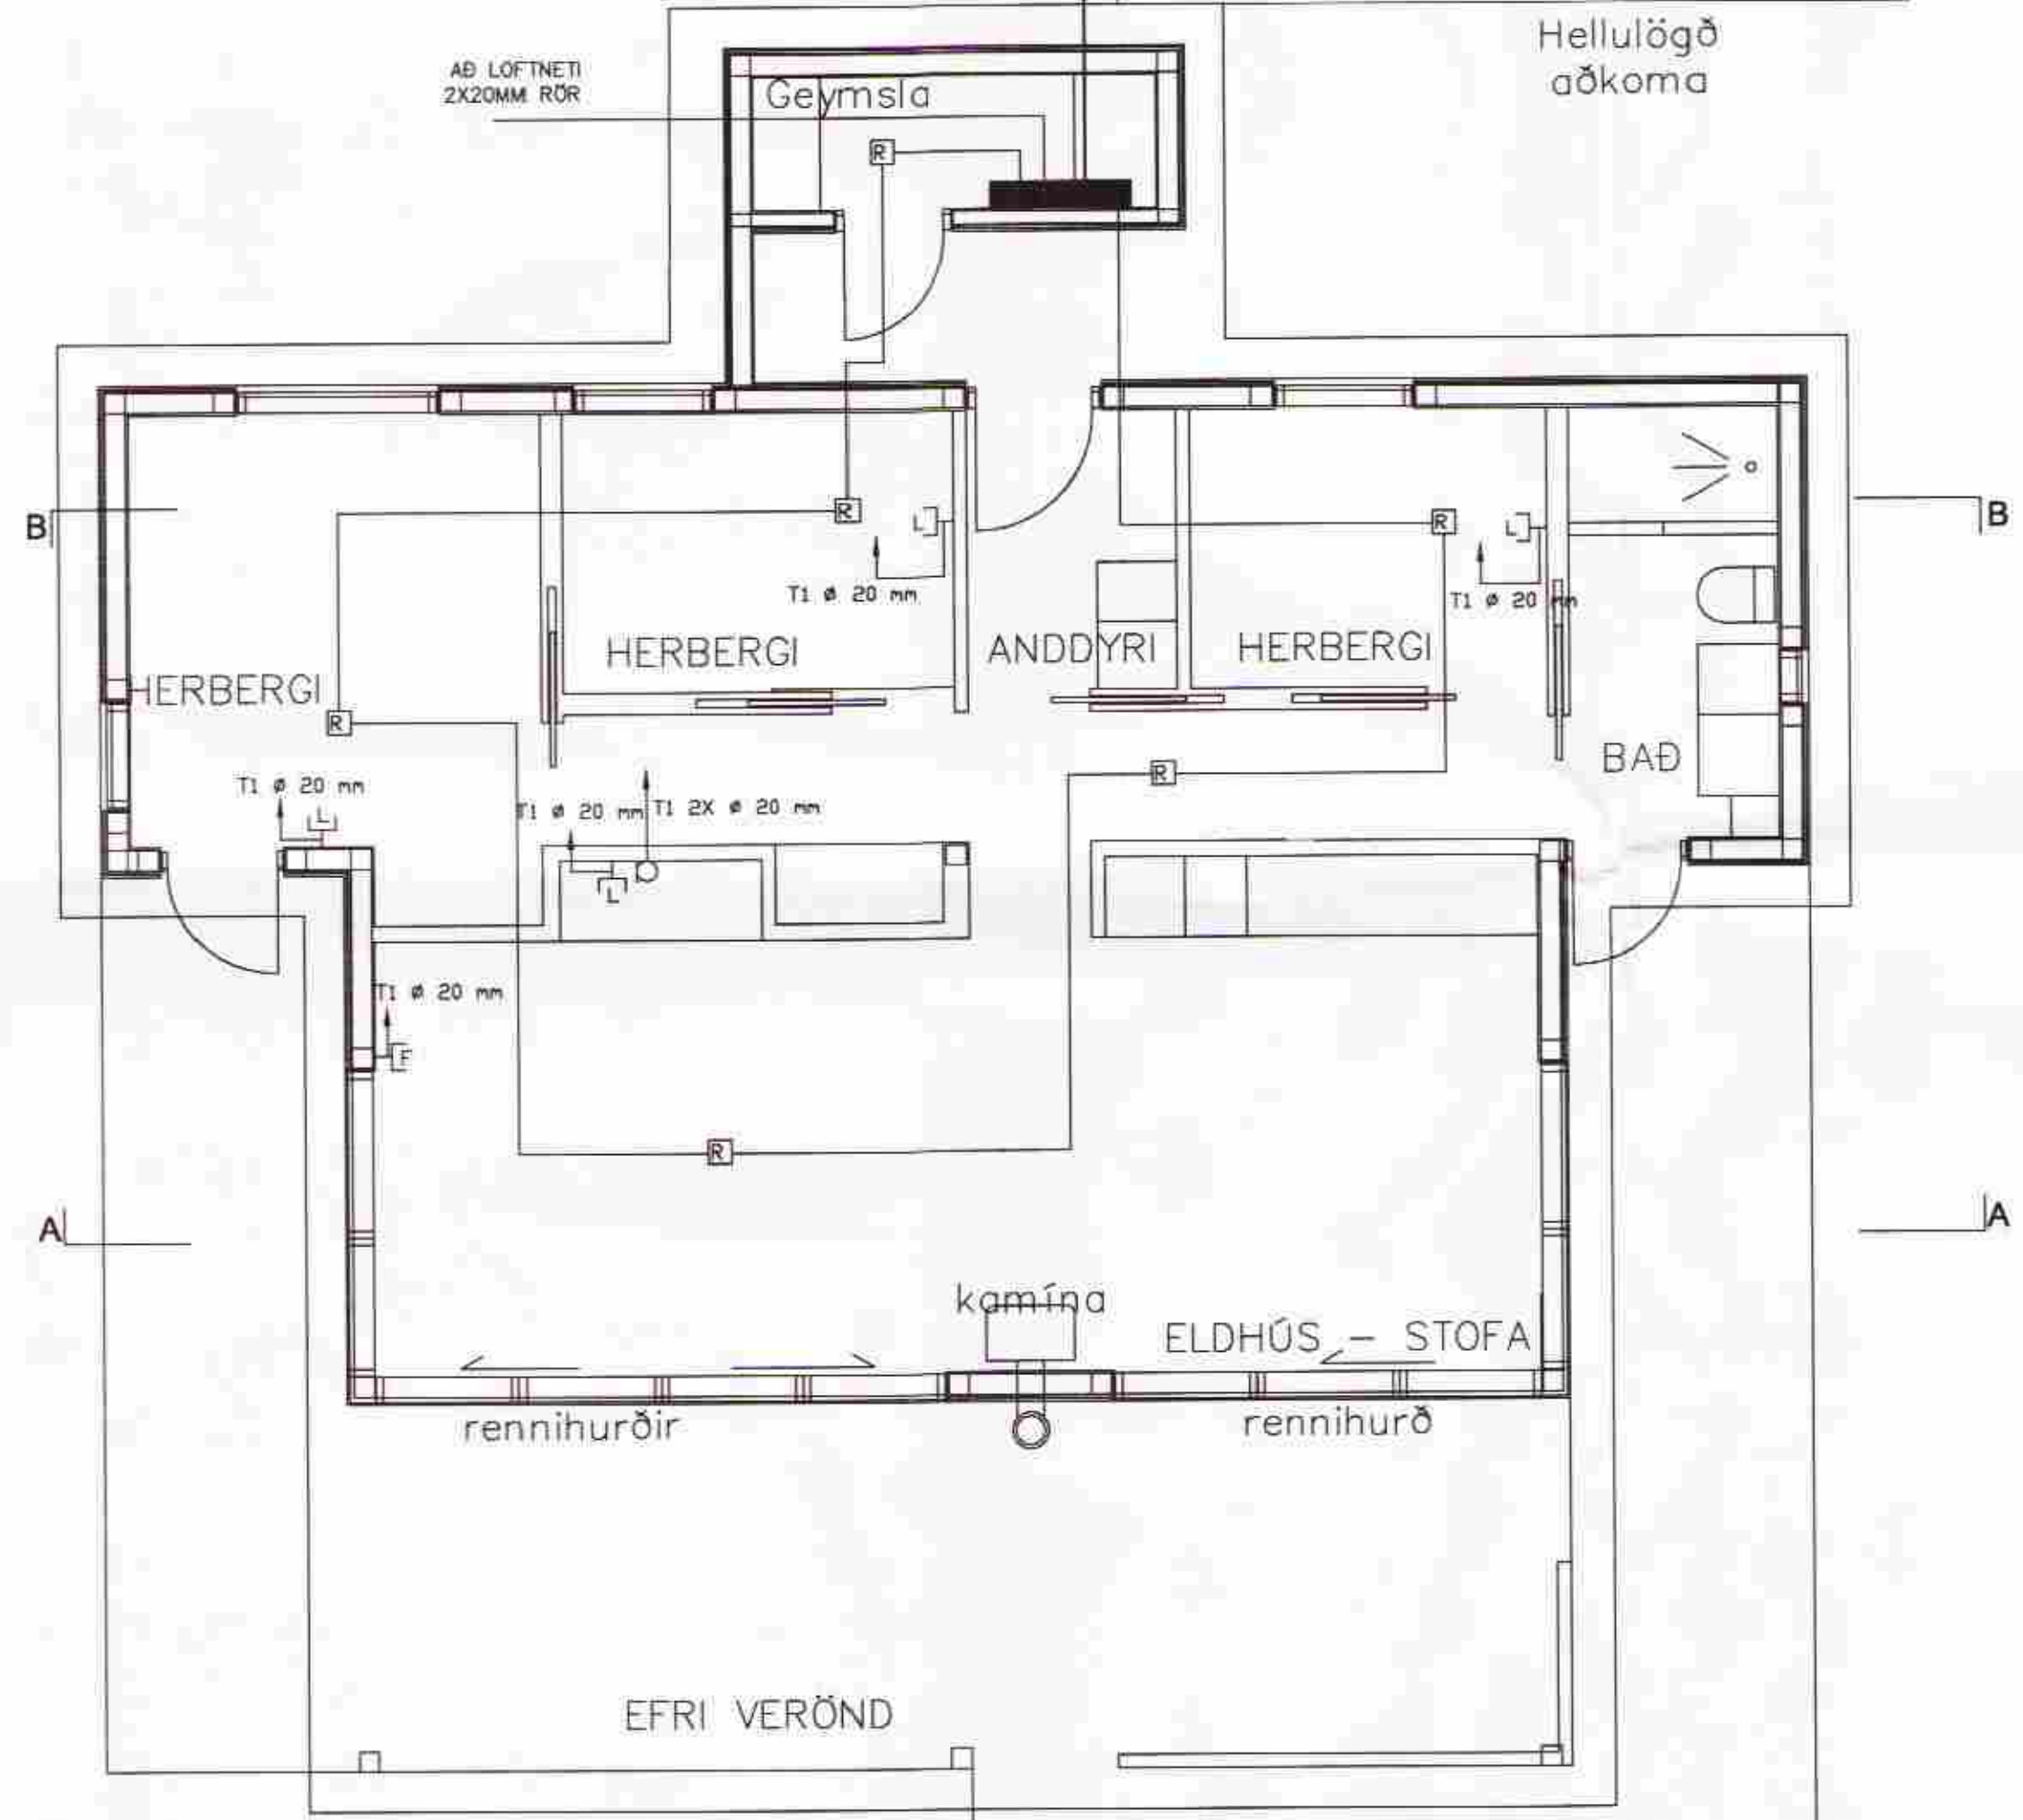 Hellulögð
aðkoma
AÐ LOFTNETI
2X20MM RÖR
Geymsla
R
R
L
R
L
B
B
T1 ø 20 mm
T1 ø 20 mm
HERBERGI
ANDDYRI
HERBERGI
HERBERGI
R
BAÐ
R
T1 ø 20 mm
T1 ø 20 mm
T1 2X ø 20 mm
L
L
T1 ø 20 mm
F
R
A
A
kamína
ELDHÚS - STOFA
rennihurðir
rennihurð
EFRI VERÖND